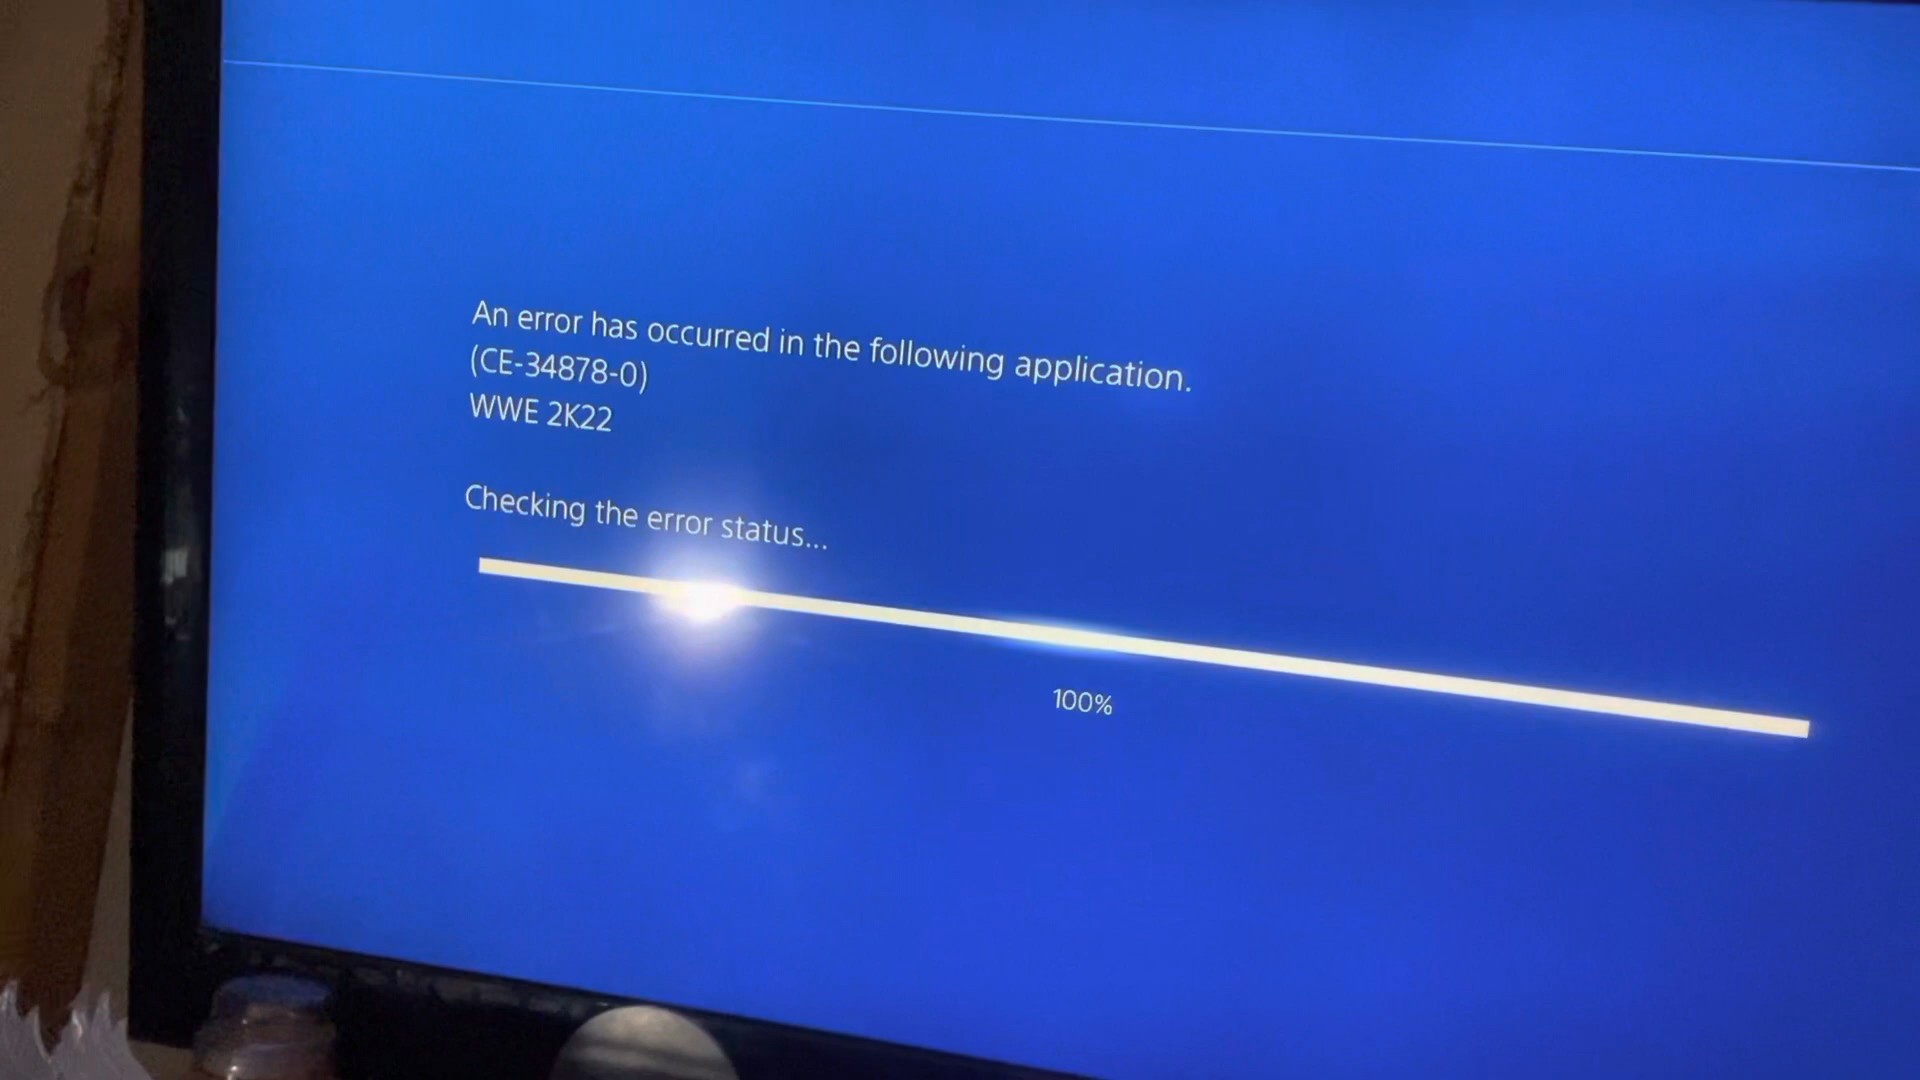 An error has occurred in the following application.
(CE-34878-0)
WWE 2K22
Checking the error status...
100%